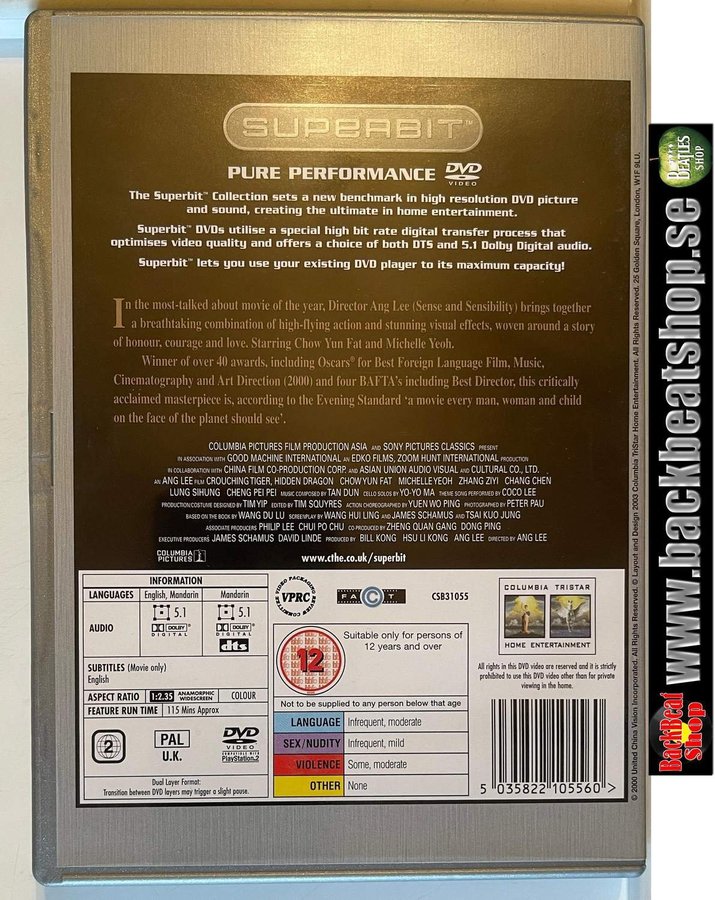 SUPERBIT™
PURE PERFORMANCE DVD VIDEO
The Superbit™ Collection sets a new benchmark in high resolution DVD picture
and sound, creating the ultimate in home entertainment.
Superbit™ DVDs utilise a special high bit rate digital transfer process that
optimises video quality and offers a choice of both DTS and 5.1 Dolby Digital audio.
Superbit™ lets you use your existing DVD player to its maximum capacity!
In the most-talked about movie of the year, Director Ang Lee (Sense and Sensibility) brings together
a breathtaking combination of high-flying action and stunning visual effects, woven around a story
of honour, courage and love. Starring Chow Yun Fat and Michelle Yeoh.
Winner of over 40 awards, including Oscars® for Best Foreign Language Film, Music,
Cinematography and Art Direction (2000) and four BAFTA's including Best Director, this critically
acclaimed masterpiece is, according to the Evening Standard 'a movie every man, woman and child
on the face of the planet should see'.
COLUMBIA PICTURES FILM PRODUCTION ASIA AND SONY PICTURES CLASSICS PRESENT
IN ASSOCIATION WITH GOOD MACHINE INTERNATIONAL AN EDKO FILMS, ZOOM HUNT INTERNATIONAL PRODUCTION
IN COLLABORATION WITH CHINA FILM CO-PRODUCTION CORP. AND ASIAN UNION AUDIO VISUAL AND CULTURAL CO., LTD.
AN ANG LEE FILM CROUCHING TIGER, HIDDEN DRAGON CHOW YUN FAT MICHELLE YEOH ZHANG ZIYI CHANG CHEN
LUNG SIHUNG CHENG PEI PEI MUSIC COMPOSED BY TAN DUN CELLO SOLOS BY YO-YO MA THEME SONG PERFORMED BY COCO LEE
PRODUCTION/COSTUME DESIGNED BY TIM YIP EDITED BY TIM SQUYRES ACTION CHOREOGRAPHED BY YUEN WO PING PHOTOGRAPHED BY PETER PAU
BASED ON THE BOOK BY WANG DU LU SCREENPLAY BY WANG HUI LING AND JAMES SCHAMUS AND TSAI KUO JUNG
ASSOCIATE PRODUCERS PHILIP LEE CHUI PO CHU CO-PRODUCED BY ZHENG QUAN GANG DONG PING
EXECUTIVE PRODUCERS JAMES SCHAMUS DAVID LINDE PRODUCED BY BILL KONG HSU LI KONG ANG LEE DIRECTED BY ANG LEE
COLUMBIA PICTURES
www.cthe.co.uk/superbit
INFORMATION
LANGUAGES English, Mandarin Mandarin
AUDIO 5.1 5.1
DOLBY DIGITAL DOLBY DIGITAL
dts
SUBTITLES (Movie only)
English
ASPECT RATIO 1:2.35 ANAMORPHIC WIDESCREEN COLOUR
FEATURE RUN TIME 115 Mins Approx
2 PAL U.K. DVD VIDEO COMPATIBLE WITH PlayStation.2
Dual Layer Format:
Transition between DVD layers may trigger a slight pause.
VIDEO PACKAGING REVIEW COMMITTEE VPRC
FACT
CSB31055
12
Suitable only for persons of
12 years and over
Not to be supplied to any person below that age
LANGUAGE Infrequent, moderate
SEX/NUDITY Infrequent, mild
VIOLENCE Some, moderate
OTHER None
COLUMBIA TRISTAR
HOME ENTERTAINMENT
All rights in this DVD video are reserved and it is strictly
prohibited to use this DVD video other than for private
viewing in the home.
5 035822 105560 >
© 2000 United China Vision Incorporated. All Rights Reserved. © Layout and Design 2003 Columbia TriStar Home Entertainment. All Rights Reserved. 25 Golden Square, London, W1F 9LU.
BackBeat Shop
www.backbeatshop.se
BEATLES
SHOP